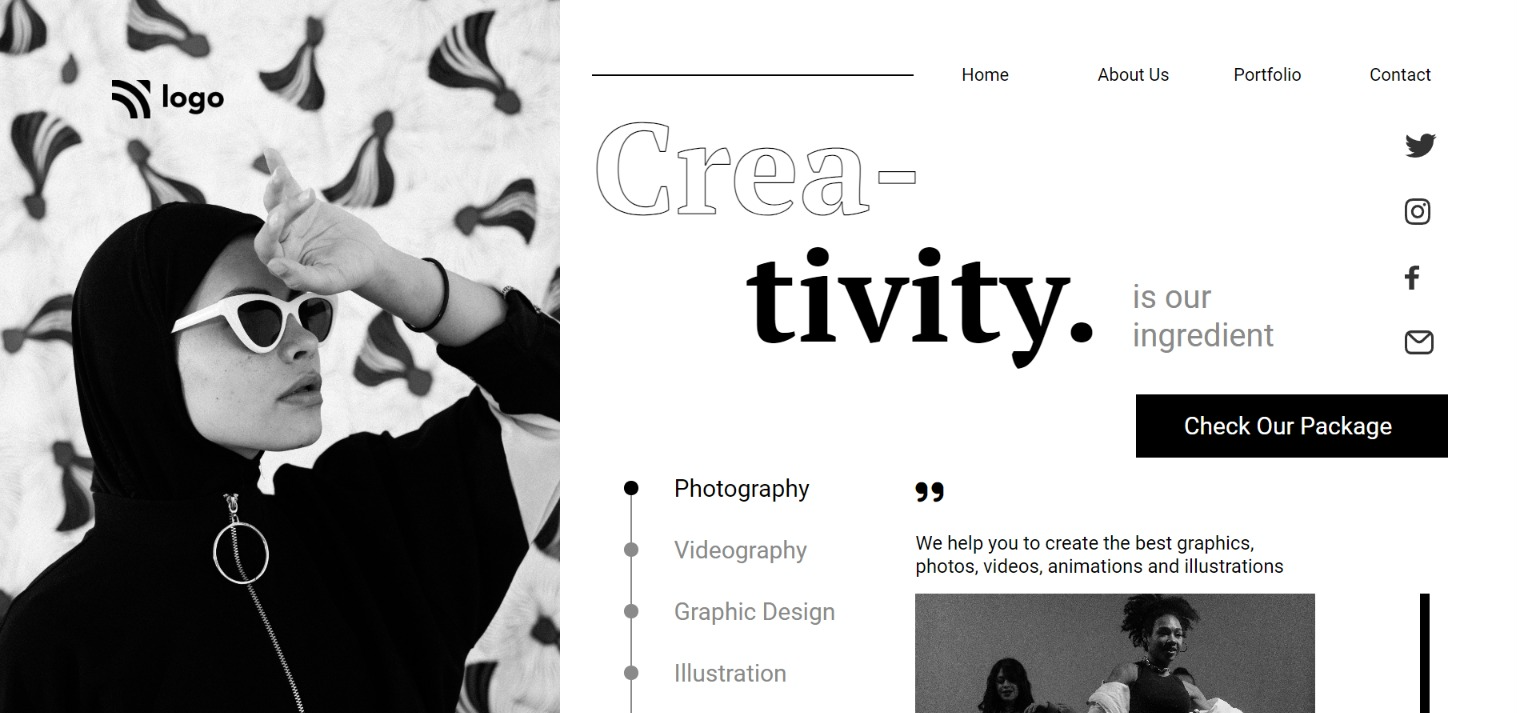 logo
Home
About Us
Portfolio
Contact
Crea-
tivity.
is our
ingredient
Check Our Package
Photography
Videography
Graphic Design
Illustration
”
We help you to create the best graphics,
photos, videos, animations and illustrations